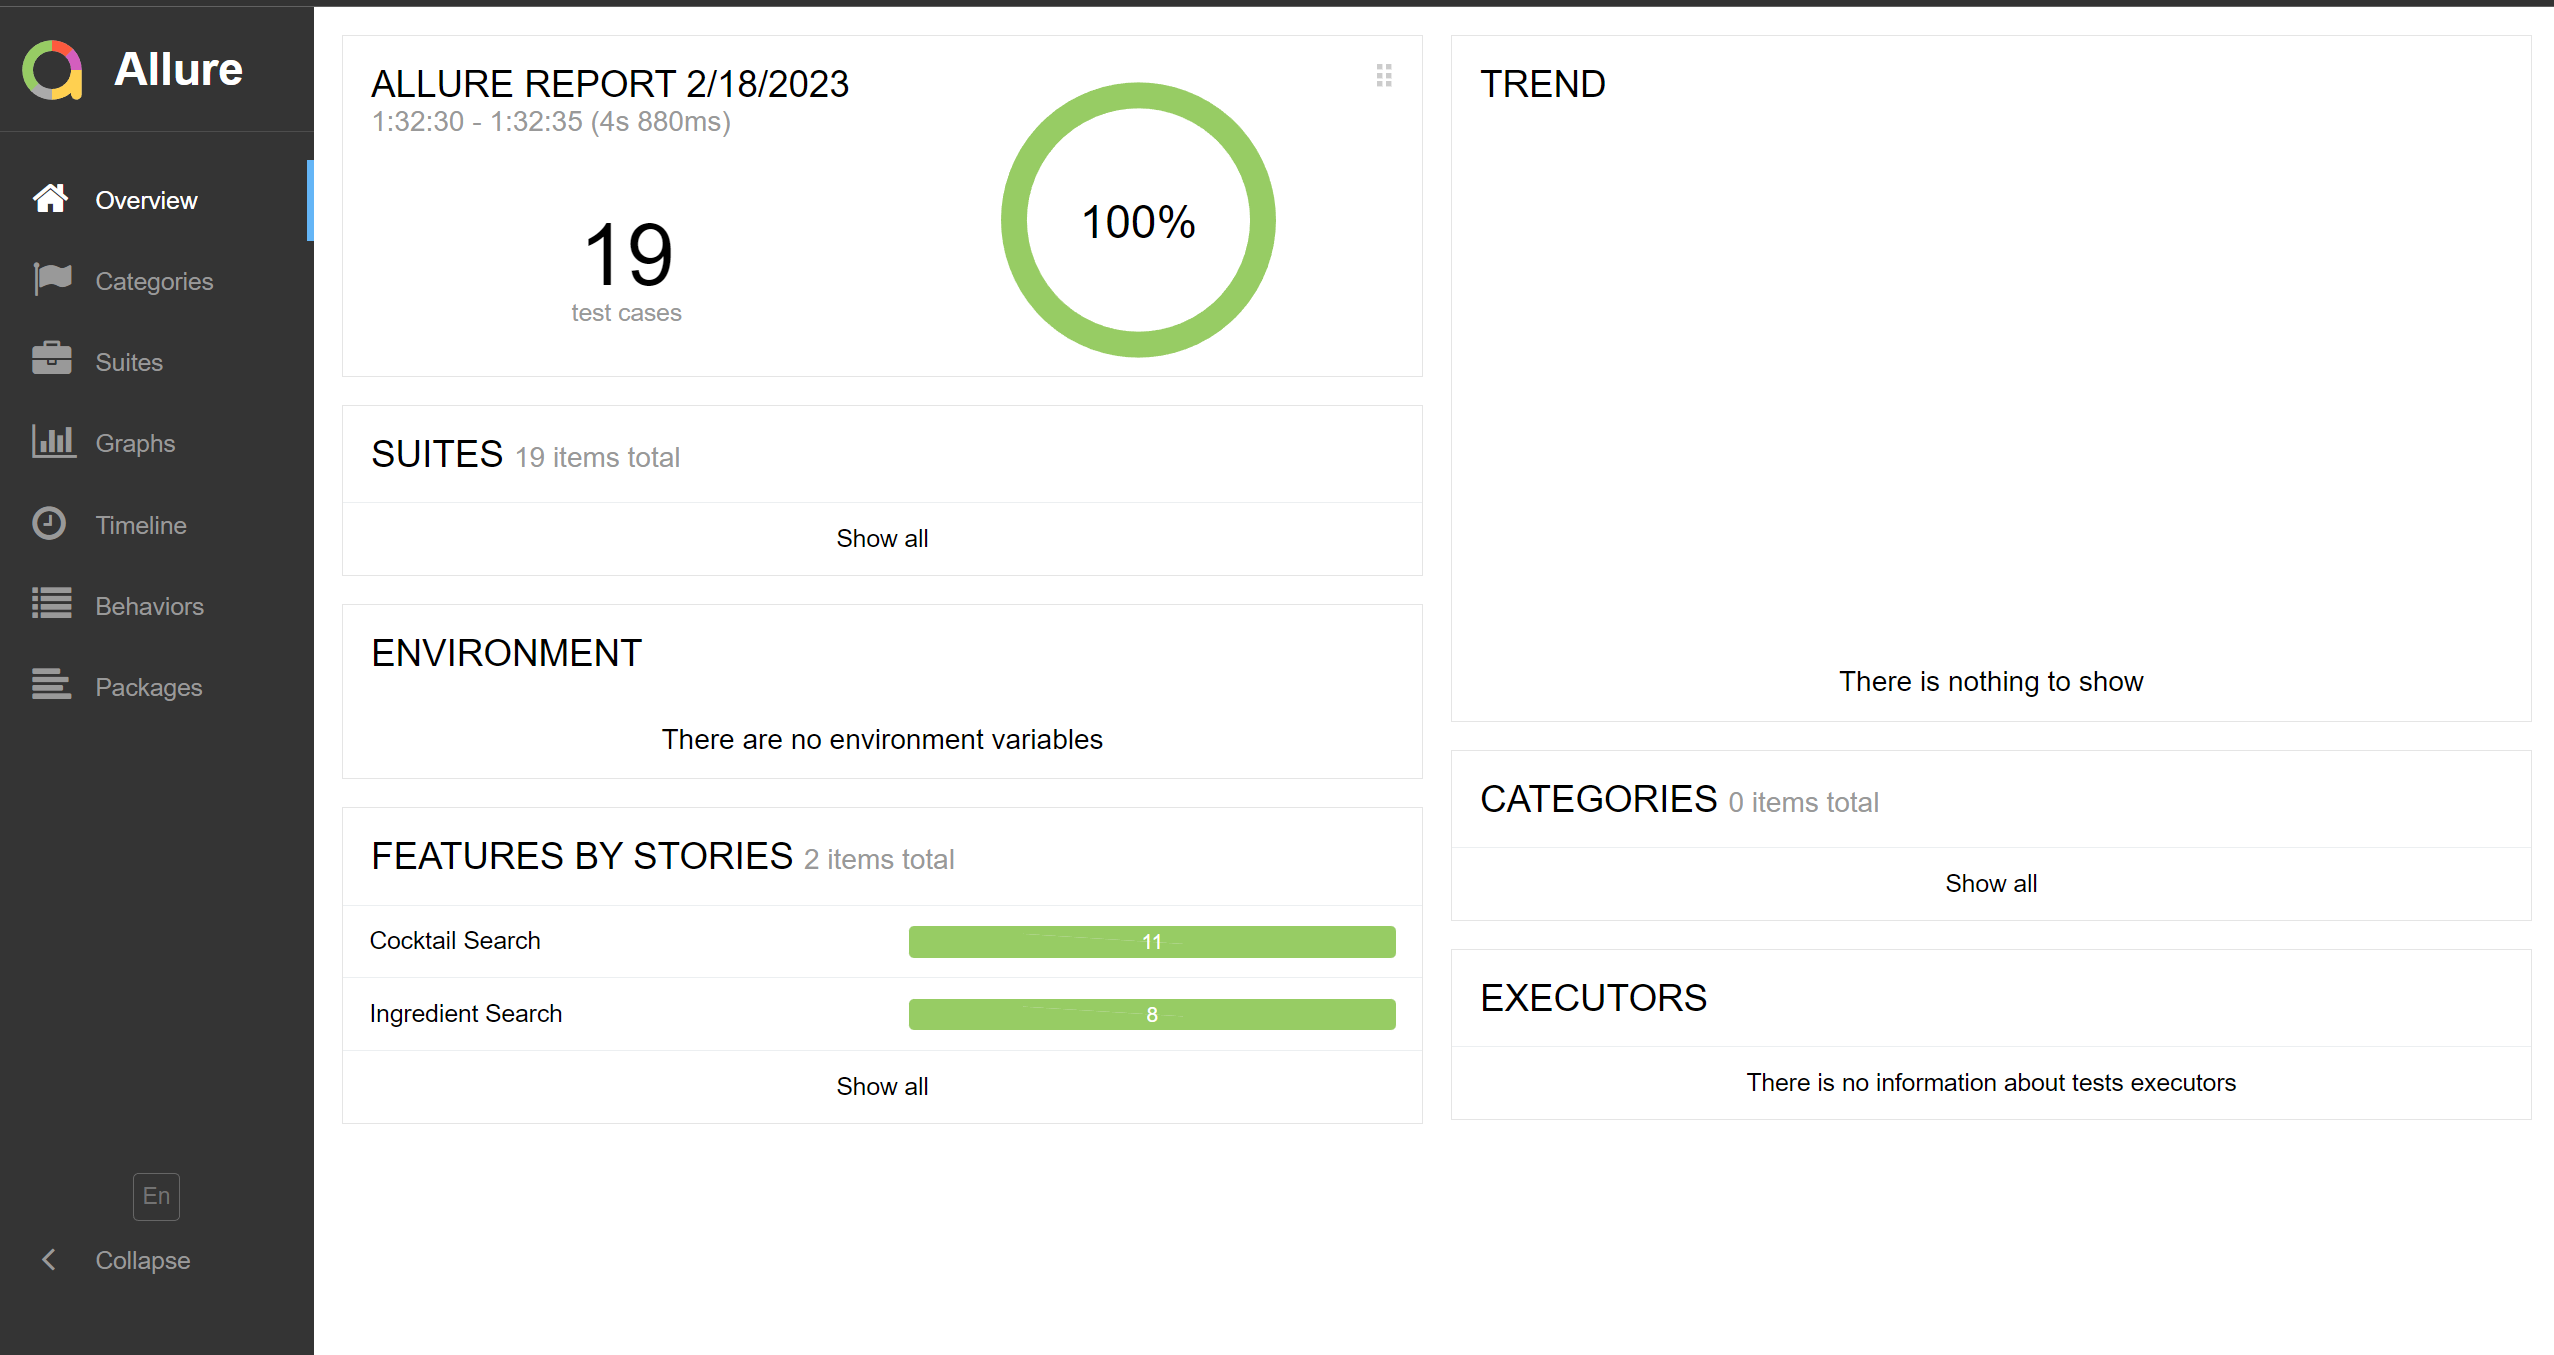 Allure
Overview
Categories
Suites
Graphs
Timeline
Behaviors
Packages
En
Collapse
ALLURE REPORT 2/18/2023
1:32:30 - 1:32:35 (4s 880ms)
19
test cases
100%
SUITES 19 items total
Show all
ENVIRONMENT
There are no environment variables
FEATURES BY STORIES 2 items total
Cocktail Search 11
Ingredient Search 8
Show all
TREND
There is nothing to show
CATEGORIES 0 items total
Show all
EXECUTORS
There is no information about tests executors